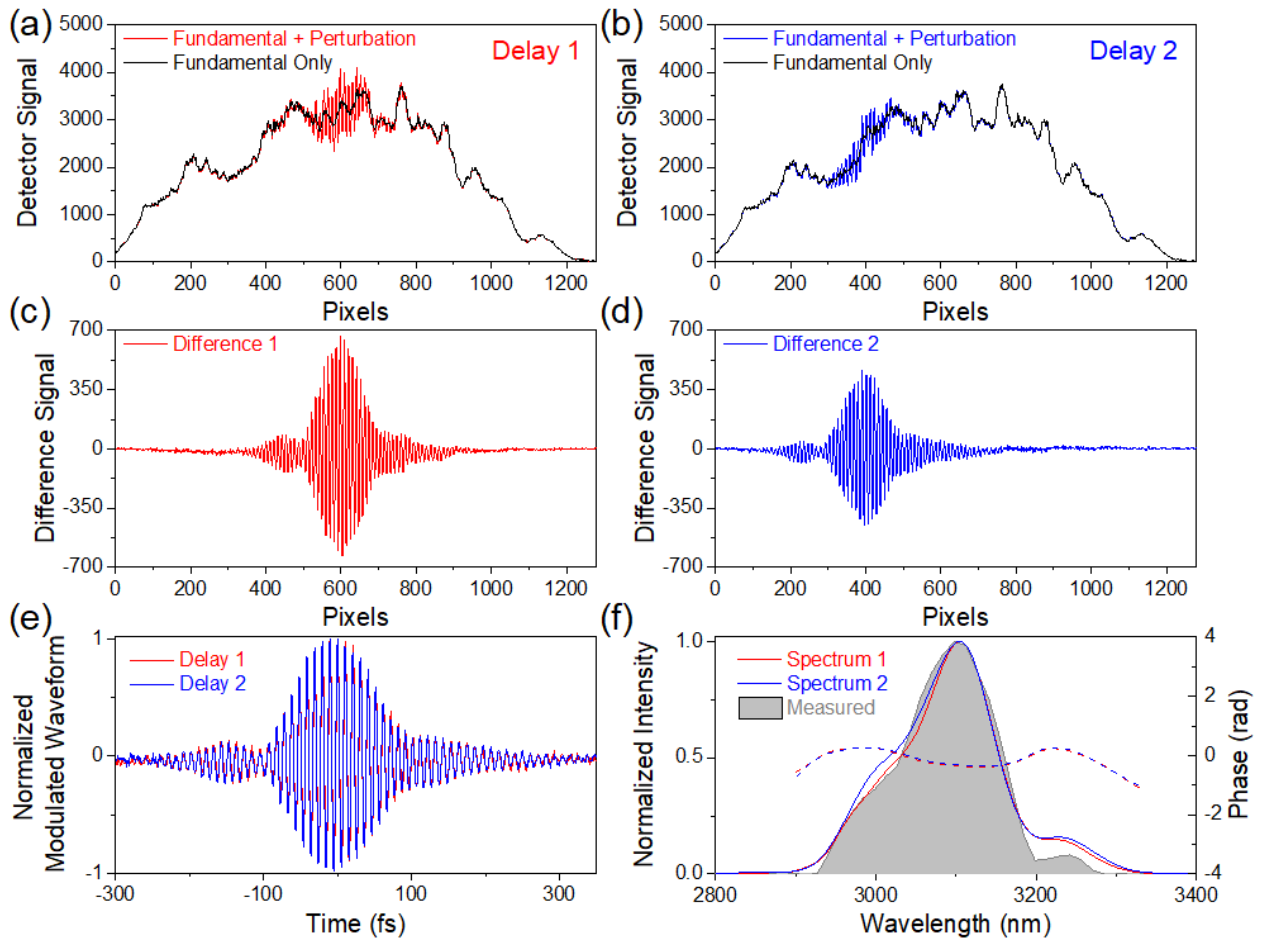 (a)
5000
4000
3000
2000
1000
0
Detector Signal
Fundamental + Perturbation
Fundamental Only
Delay 1
0 200 400 600 800 1000 1200
Pixels
(b)
5000
4000
3000
2000
1000
0
Detector Signal
Fundamental + Perturbation
Fundamental Only
Delay 2
0 200 400 600 800 1000 1200
Pixels
(c)
700
350
0
-350
-700
Difference Signal
Difference 1
0 200 400 600 800 1000 1200
Pixels
(d)
700
350
0
-350
-700
Difference Signal
Difference 2
0 200 400 600 800 1000 1200
Pixels
(e)
1
0
-1
Normalized
Modulated Waveform
Delay 1
Delay 2
-300 -100 100 300
Time (fs)
(f)
1.0
0.5
0.0
Normalized Intensity
Spectrum 1
Spectrum 2
Measured
4
2
0
-2
-4
Phase (rad)
2800 3000 3200 3400
Wavelength (nm)